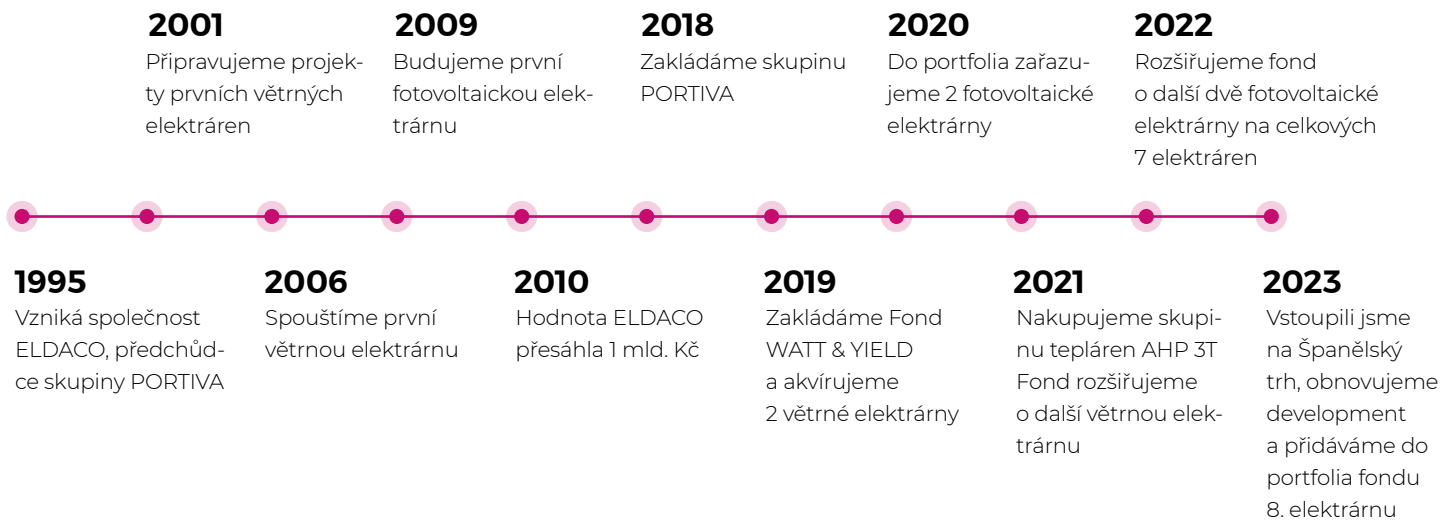 2001
Připravujeme projek-
ty prvních větrných
elektráren
2009
Budujeme první
fotovoltaickou elek-
trárnu
2018
Zakládáme skupinu
PORTIVA
2020
Do portfolia zařazu-
jeme 2 fotovoltaické
elektrárny
2022
Rozšiřujeme fond
o další dvě fotovoltaické
elektrárny na celkových
7 elektráren
1995
Vzniká společnost
ELDACO, předchůd-
ce skupiny PORTIVA
2006
Spouštíme první
větrnou elektrárnu
2010
Hodnota ELDACO
přesáhla 1 mld. Kč
2019
Zakládáme Fond
WATT & YIELD
a akvírujeme
2 větrné elektrárny
2021
Nakupujeme skupi-
nu tepláren AHP 3T
Fond rozšiřujeme
o další větrnou elek-
trárnu
2023
Vstoupili jsme
na Španělský
trh, obnovujeme
development
a přidáváme do
portfolia fondu
8. elektrárnu